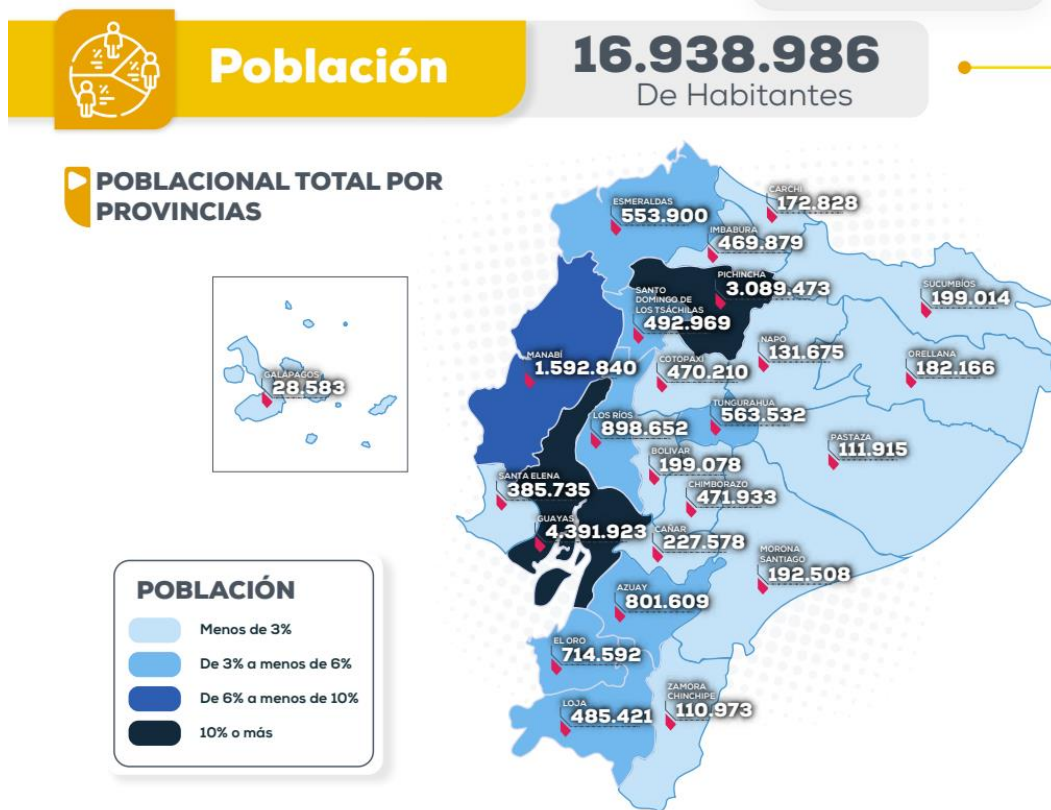 Población
16.938.986
De Habitantes
POBLACIONAL TOTAL POR
PROVINCIAS
ESMERALDAS
553.900
CARCHI
172.828
IMBABURA
469.879
PICHINCHA
3.089.473
SUCUMBÍOS
199.014
SANTO
DOMINGO DE
LOS TSÁCHILAS
492.969
NAPO
131.675
ORELLANA
182.166
MANABÍ
1.592.840
COTOPAXI
470.210
GALÁPAGOS
28.583
TUNGURAHUA
563.532
LOS RÍOS
898.652
PASTAZA
111.915
BOLÍVAR
199.078
SANTA ELENA
385.735
CHIMBORAZO
471.933
GUAYAS
4.391.923
CAÑAR
227.578
MORONA
SANTIAGO
192.508
AZUAY
801.609
EL ORO
714.592
LOJA
485.421
ZAMORA
CHINCHIPE
110.973
POBLACIÓN
Menos de 3%
De 3% a menos de 6%
De 6% a menos de 10%
10% o más